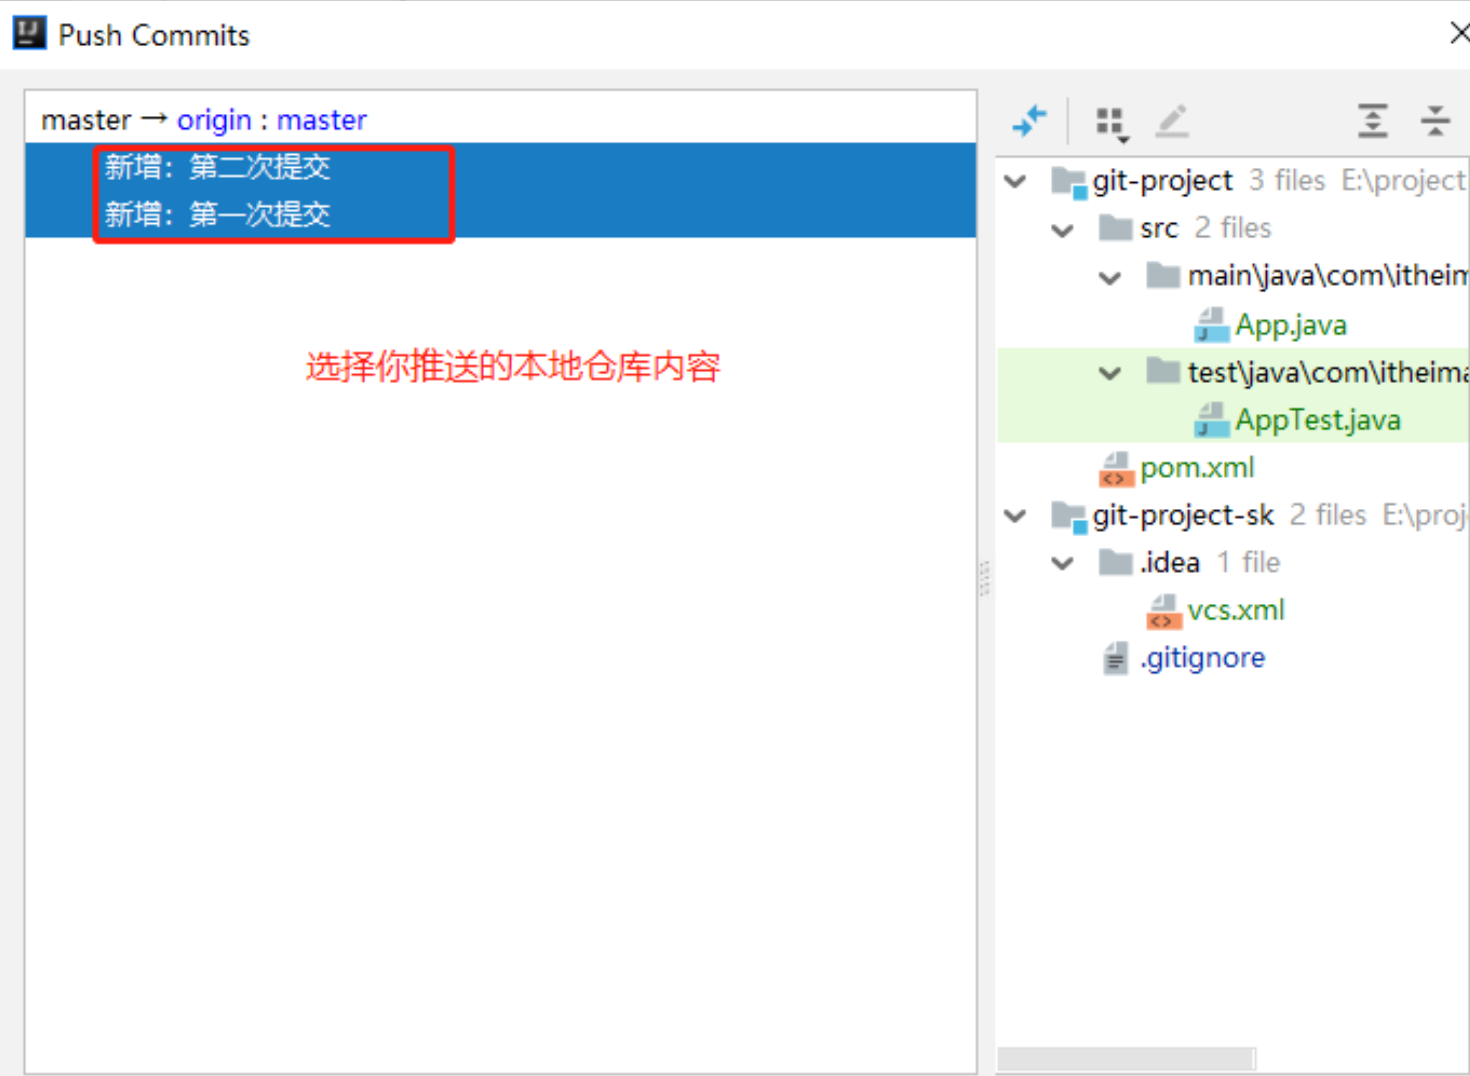 Push Commits
master → origin : master
新增：第二次提交
新增：第一次提交
选择你推送的本地仓库内容
git-project 3 files E:\project
src 2 files
main\java\com\itheim
App.java
test\java\com\itheima
AppTest.java
pom.xml
git-project-sk 2 files E:\proj
.idea 1 file
vcs.xml
.gitignore